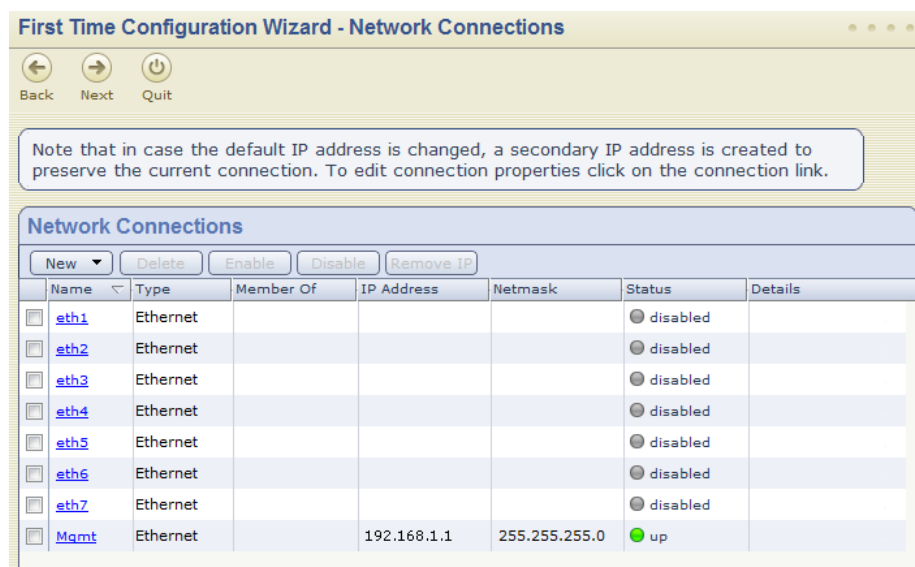 First Time Configuration Wizard - Network Connections
Back Next Quit
Note that in case the default IP address is changed, a secondary IP address is created to
preserve the current connection. To edit connection properties click on the connection link.
Network Connections
New Delete Enable Disable Remove IP
Name Type Member Of IP Address Netmask Status Details
eth1 Ethernet disabled
eth2 Ethernet disabled
eth3 Ethernet disabled
eth4 Ethernet disabled
eth5 Ethernet disabled
eth6 Ethernet disabled
eth7 Ethernet disabled
Mgmt Ethernet 192.168.1.1 255.255.255.0 up